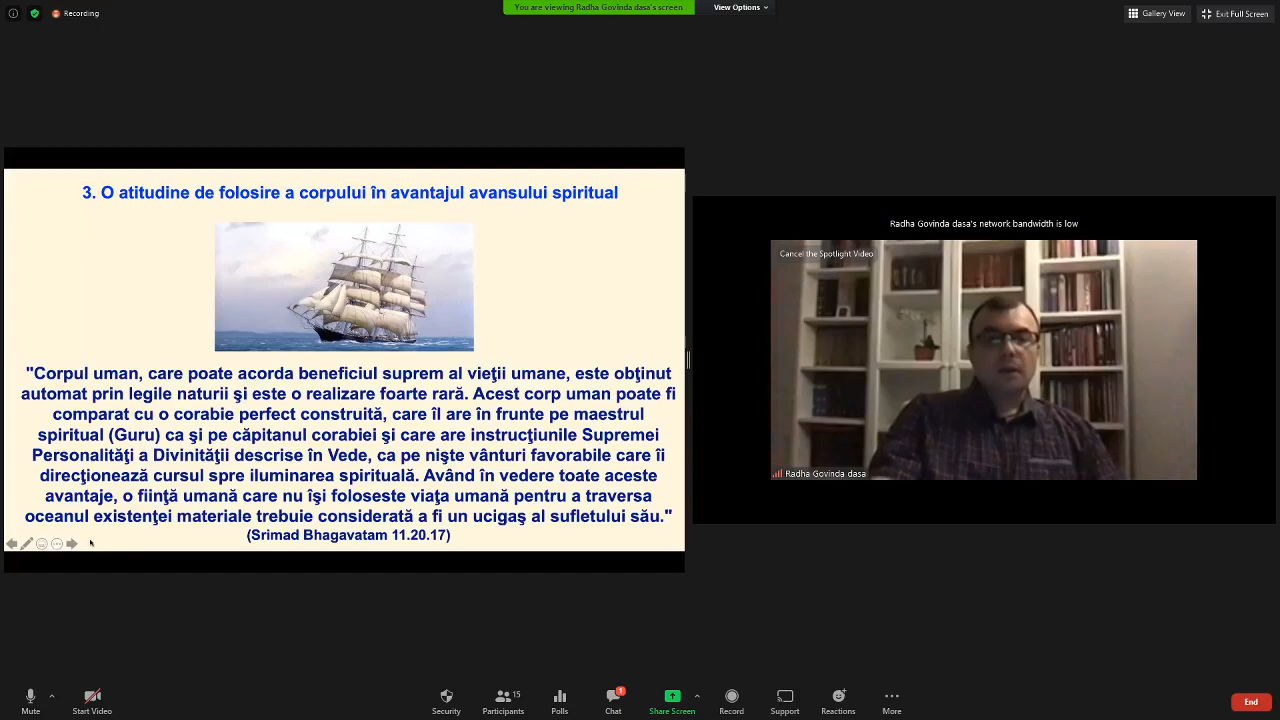 Recording
You are viewing Radha Govinda dasa's screen
View Options
Gallery View
Exit Full Screen
3. O atitudine de folosire a corpului în avantajul avansului spiritual
"Corpul uman, care poate acorda beneficiul suprem al vieţii umane, este obţinut
automat prin legile naturii şi este o realizare foarte rară. Acest corp uman poate fi
comparat cu o corabie perfect construită, care îl are în frunte pe maestrul
spiritual (Guru) ca şi pe căpitanul corabiei şi care are instrucţiunile Supremei
Personalităţi a Divinităţii descrise în Vede, ca pe nişte vânturi favorabile care îi
direcţionează cursul spre iluminarea spirituală. Având în vedere toate aceste
avantaje, o fiinţă umană care nu îşi foloseste viaţa umană pentru a traversa
oceanul existenţei materiale trebuie considerată a fi un ucigaş al sufletului său."
(Srimad Bhagavatam 11.20.17)
Radha Govinda dasa's network bandwidth is low
Cancel the Spotlight Video
Radha Govinda dasa
Mute
Start Video
Security
15
Participants
Polls
1
Chat
Share Screen
Record
Support
Reactions
More
End